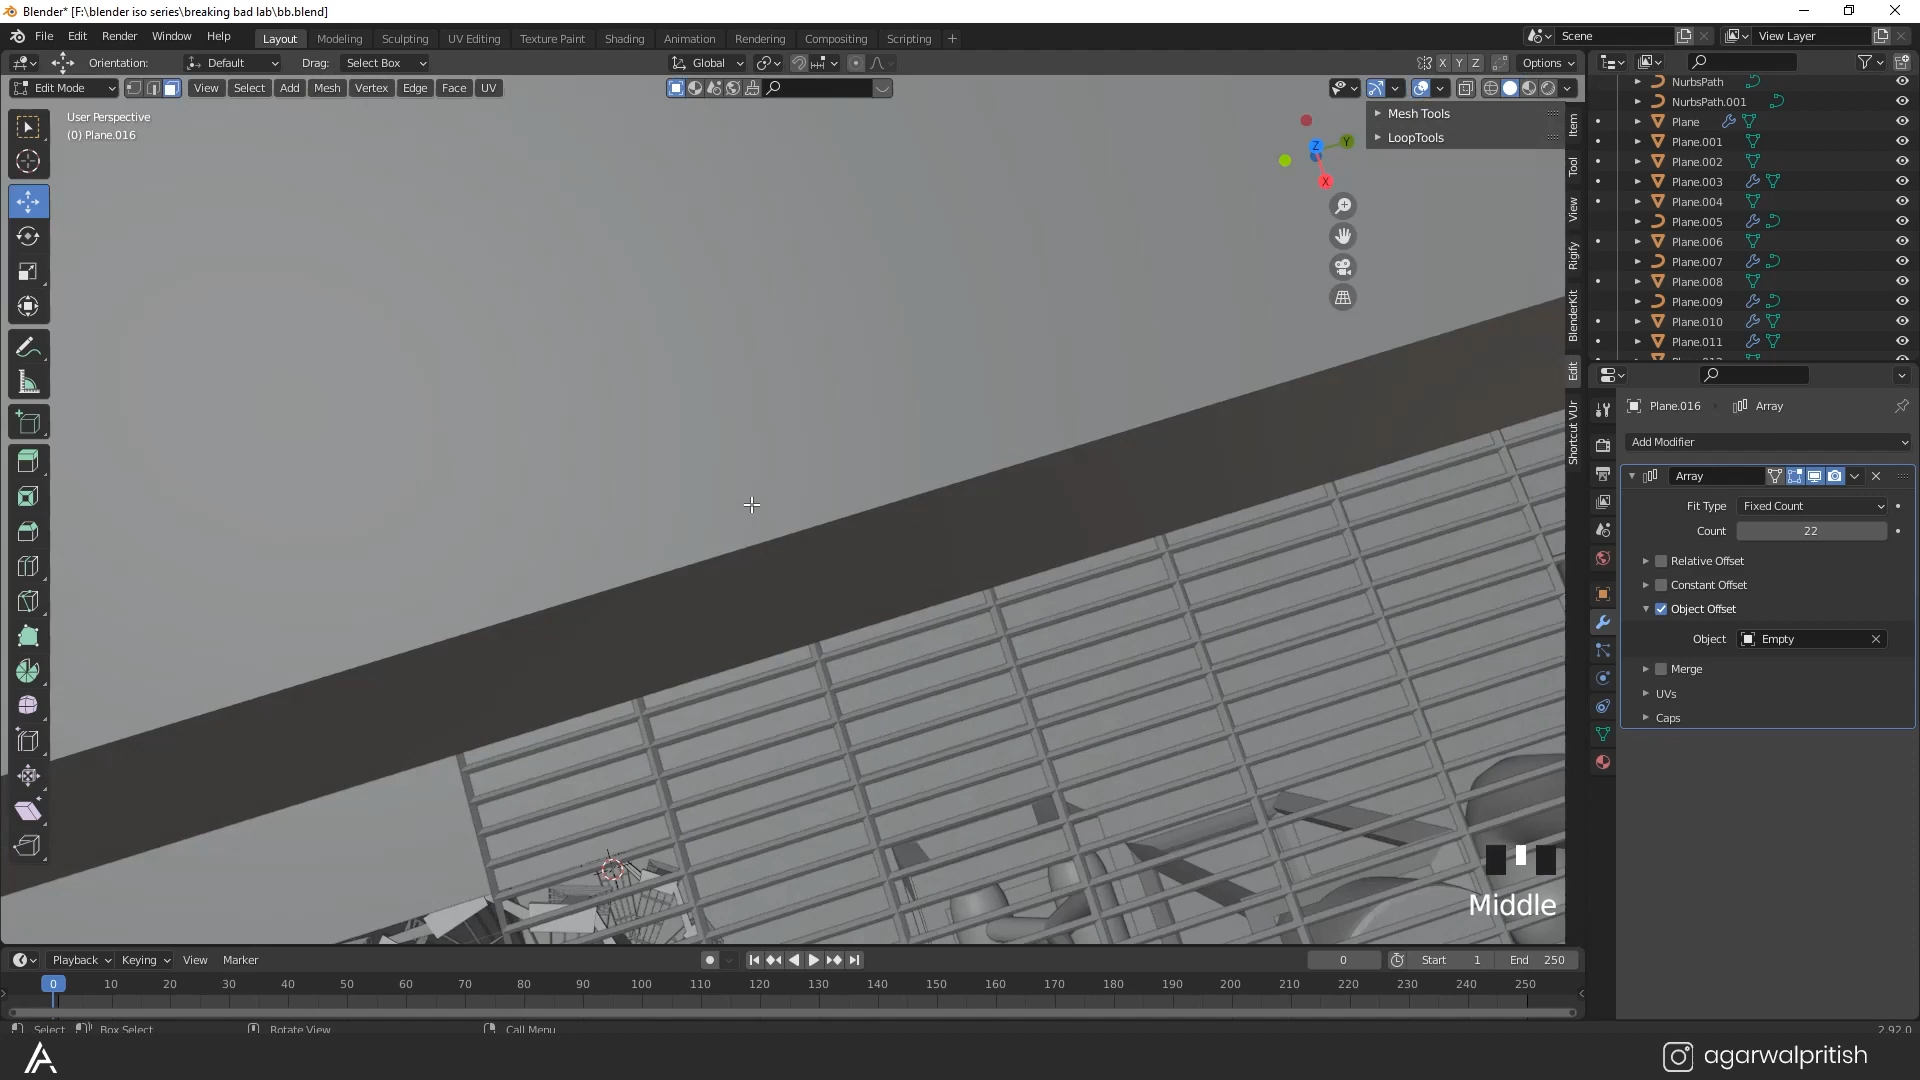 Blender* [F:\blender iso series\breaking bad lab\bb.blend]
File Edit Render Window Help
Layout Modeling Sculpting UV Editing Texture Paint Shading Animation Rendering Compositing Scripting
Scene
View Layer
Orientation: Default Drag: Select Box
Global
X Y Z Options
Edit Mode View Select Add Mesh Vertex Edge Face UV
User Perspective
(0) Plane.016
Mesh Tools
LoopTools
Z Y X
Item
Tool
View
Rigify
BlenderKit
Edit
Shortcut VUr
NurbsPath
NurbsPath.001
Plane
Plane.001
Plane.002
Plane.003
Plane.004
Plane.005
Plane.006
Plane.007
Plane.008
Plane.009
Plane.010
Plane.011
Plane.016 Array
Add Modifier
Array
Fit Type Fixed Count
Count 22
Relative Offset
Constant Offset
Object Offset
Object Empty
Merge
UVs
Caps
Middle
Playback Keying View Marker
0 Start 1 End 250
0 10 20 30 40 50 60 70 80 90 100 110 120 130 140 150 160 170 180 190 200 210 220 230 240 250
Select Box Select Rotate View Call Menu
2.92.0
agarwalpritish